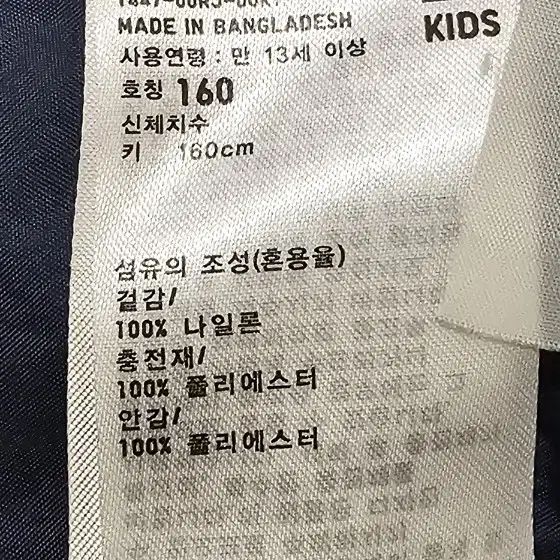 MADE IN BANGLADESH
KIDS
사용연령 : 만 13세 이상
호칭 160
신체치수
키 160cm
섬유의 조성(혼용율)
겉감/
100% 나일론
충전재/
100% 폴리에스터
안감/
100% 폴리에스터